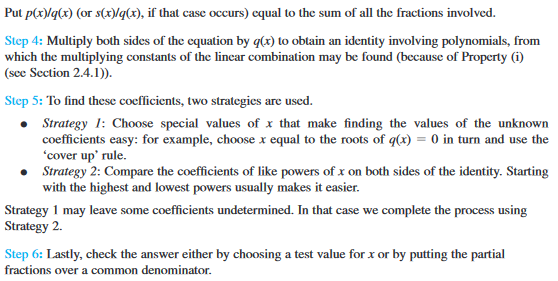 Put p(x)/q(x) (or s(x)/q(x), if that case occurs) equal to the sum of all the fractions involved.
Step 4: Multiply both sides of the equation by q(x) to obtain an identity involving polynomials, from
which the multiplying constants of the linear combination may be found (because of Property (i)
(see Section 2.4.1)).
Step 5: To find these coefficients, two strategies are used.
• Strategy 1: Choose special values of x that make finding the values of the unknown
coefficients easy: for example, choose x equal to the roots of q(x) = 0 in turn and use the
‘cover up’ rule.
• Strategy 2: Compare the coefficients of like powers of x on both sides of the identity. Starting
with the highest and lowest powers usually makes it easier.
Strategy 1 may leave some coefficients undetermined. In that case we complete the process using
Strategy 2.
Step 6: Lastly, check the answer either by choosing a test value for x or by putting the partial
fractions over a common denominator.